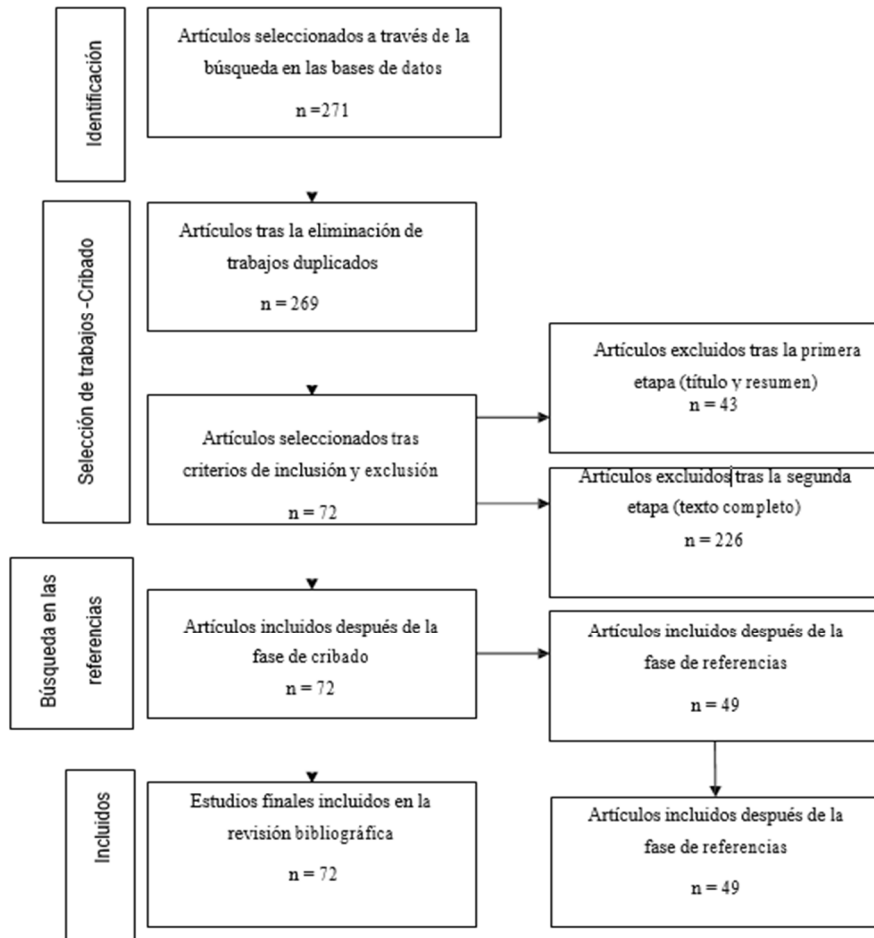 Identificación
Artículos seleccionados a través de la
búsqueda en las bases de datos
n =271
Selección de trabajos -Cribado
Artículos tras la eliminación de
trabajos duplicados
n = 269
Artículos seleccionados tras
criterios de inclusión y exclusión
n = 72
Artículos excluidos tras la primera
etapa (título y resumen)
n = 43
Artículos excluidos tras la segunda
etapa (texto completo)
n = 226
Búsqueda en las
referencias
Artículos incluidos después de la
fase de cribado
n = 72
Artículos incluidos después de la
fase de referencias
n = 49
Incluidos
Estudios finales incluidos en la
revisión bibliográfica
n = 72
Artículos incluidos después de la
fase de referencias
n = 49